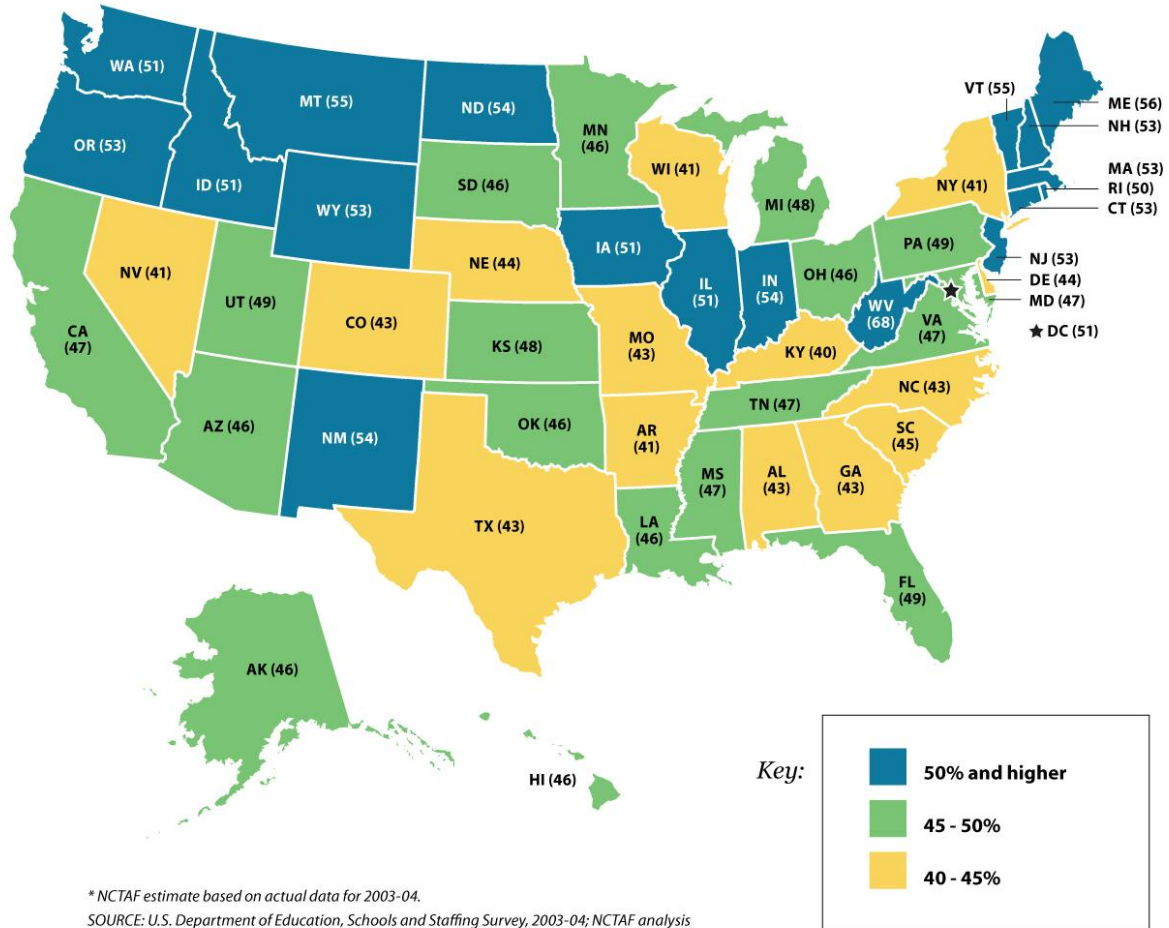 WA (51)
MT (55)
ND (54)
MN
(46)
VT (55)
ME (56)
NH (53)
OR (53)
ID (51)
WY (53)
SD (46)
WI (41)
MI (48)
NY (41)
MA (53)
RI (50)
CT (53)
NV (41)
UT (49)
CO (43)
NE (44)
IA (51)
IL
(51)
IN
(54)
OH (46)
PA (49)
NJ (53)
DE (44)
MD (47)
★ DC (51)
CA
(47)
KS (48)
MO
(43)
KY (40)
WV
(68)
VA
(47)
AZ (46)
NM (54)
OK (46)
AR
(41)
TN (47)
NC (43)
SC
(45)
TX (43)
LA
(46)
MS
(47)
AL
(43)
GA
(43)
FL
(49)
AK (46)
HI (46)
Key:
50% and higher
45 - 50%
40 - 45%
* NCTAF estimate based on actual data for 2003-04.
SOURCE: U.S. Department of Education, Schools and Staffing Survey, 2003-04; NCTAF analysis